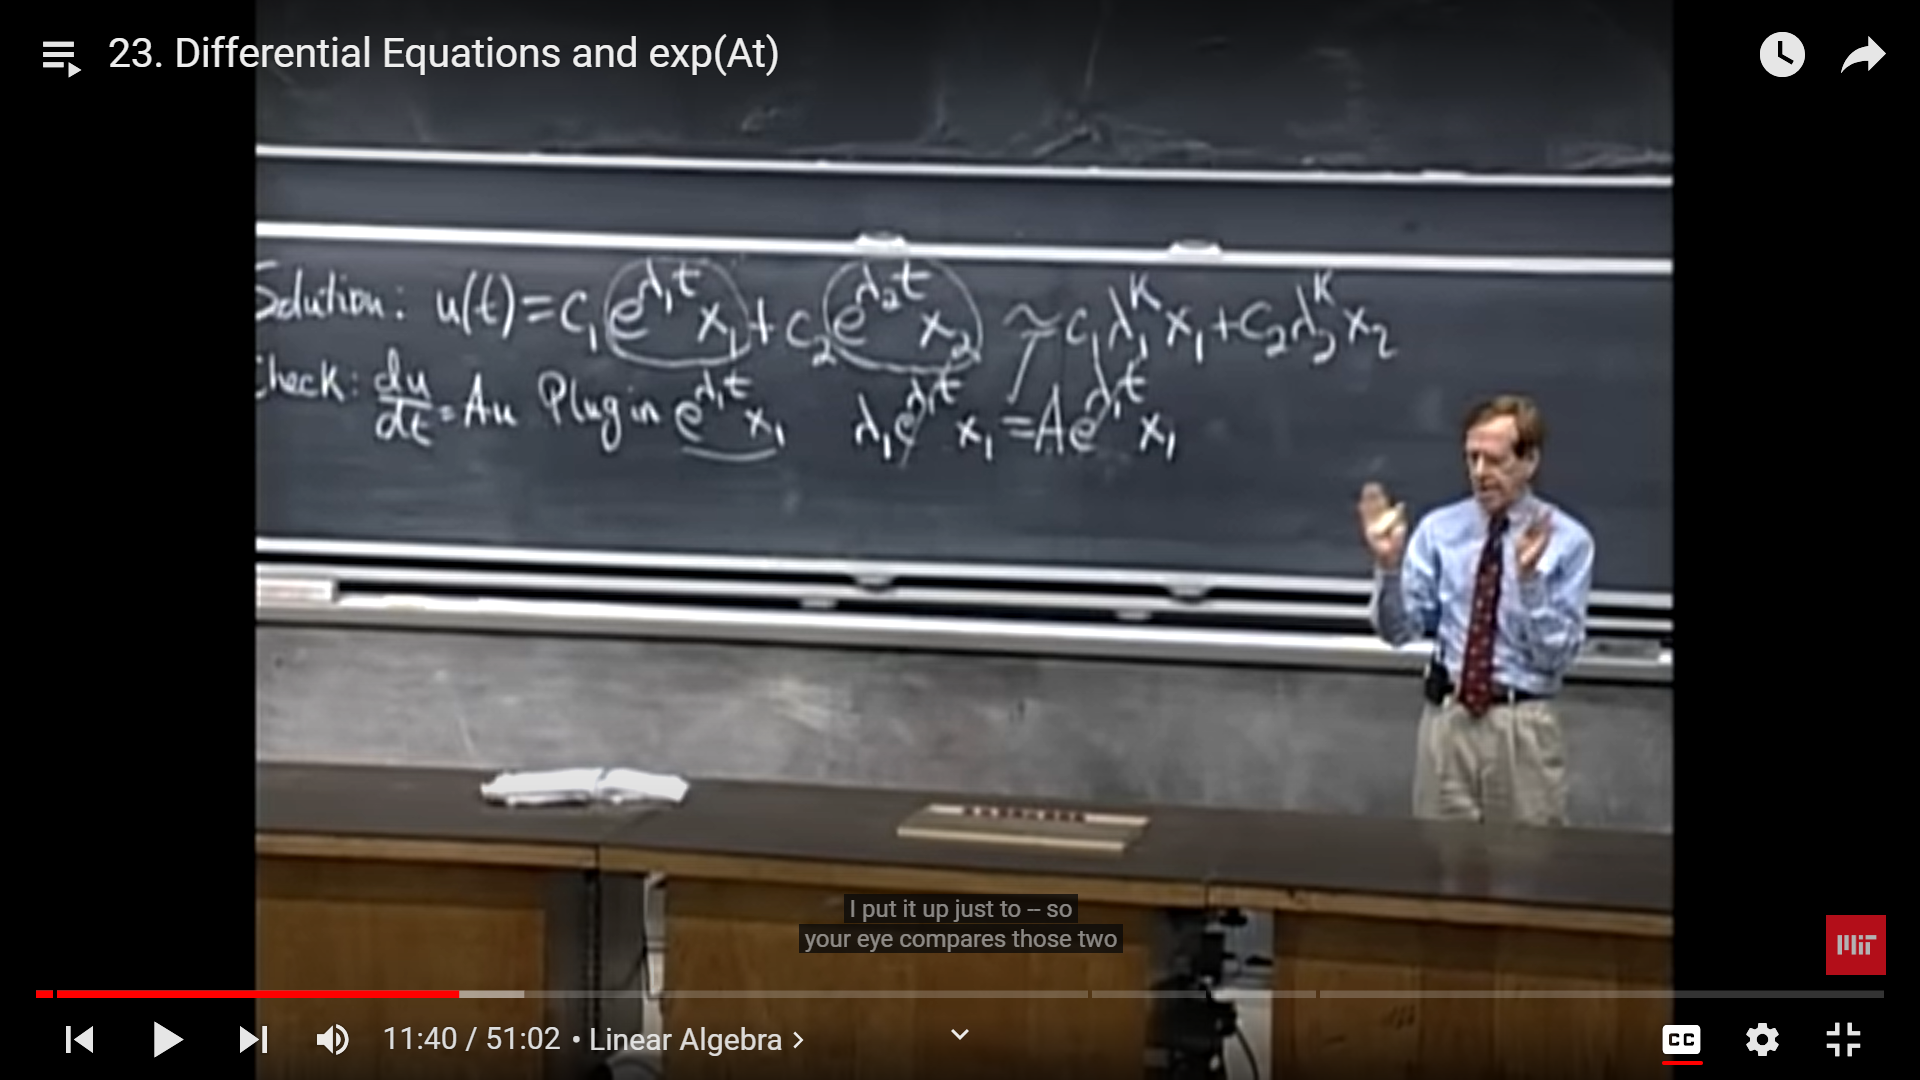 23. Differential Equations and exp(At)
Solution: u(t) = c₁e^λ₁t x₁ + c₂e^λ₂t x₂ ≈ c₁λ₁^k x₁ + c₂λ₂^k x₂
Check: du/dt = Au Plug in e^λ₁t x₁ λ₁e^λ₁t x₁ = Ae^λ₁t x₁
I put it up just to -- so
your eye compares those two
MIT
11:40 / 51:02 • Linear Algebra >
CC